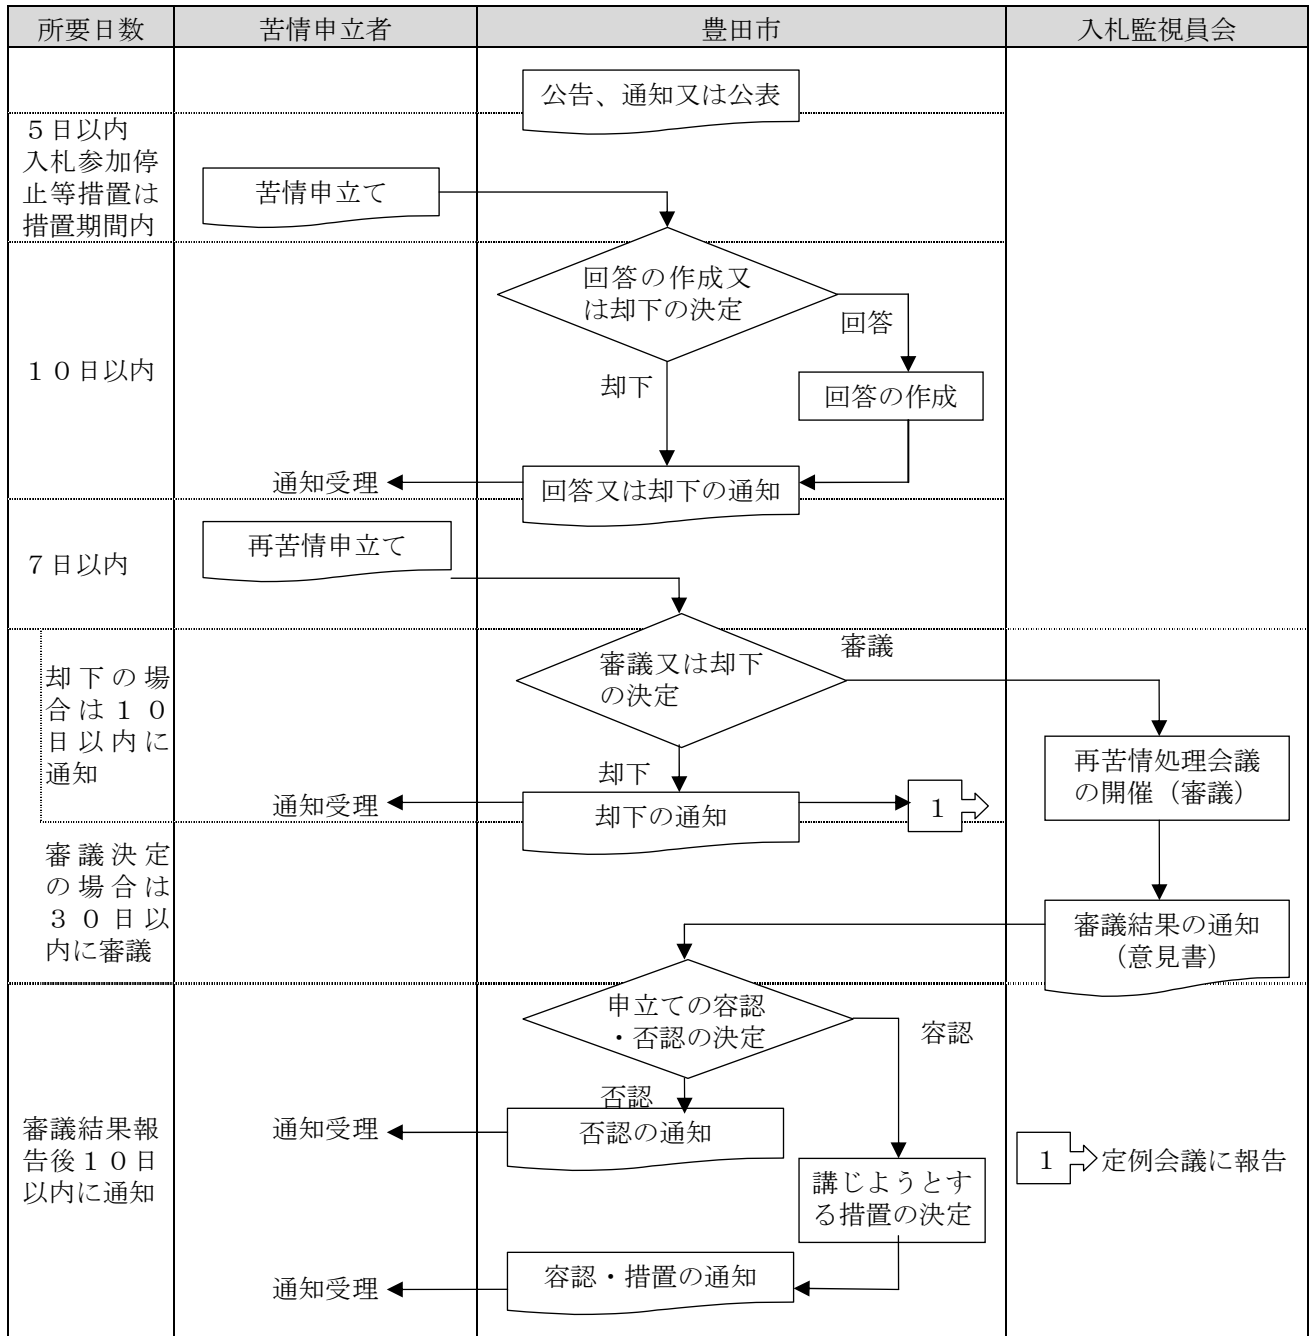 所要日数
苦情申立者
豊田市
入札監視員会
公告、通知又は公表
５日以内
入札参加停
止等措置は
措置期間内
苦情申立て
回答の作成又
は却下の決定
回答
１０日以内
却下
回答の作成
通知受理
回答又は却下の通知
７日以内
再苦情申立て
審議又は却下
の決定
審議
却下の場
合は１０
日以内に
通知
再苦情処理会議
の開催（審議）
却下
通知受理
却下の通知
1
審議決定
の場合は
３０日以
内に審議
審議結果の通知
（意見書）
申立ての容認
・否認の決定
容認
否認
審議結果報
告後１０日
以内に通知
通知受理
否認の通知
1
定例会議に報告
講じようとす
る措置の決定
通知受理
容認・措置の通知